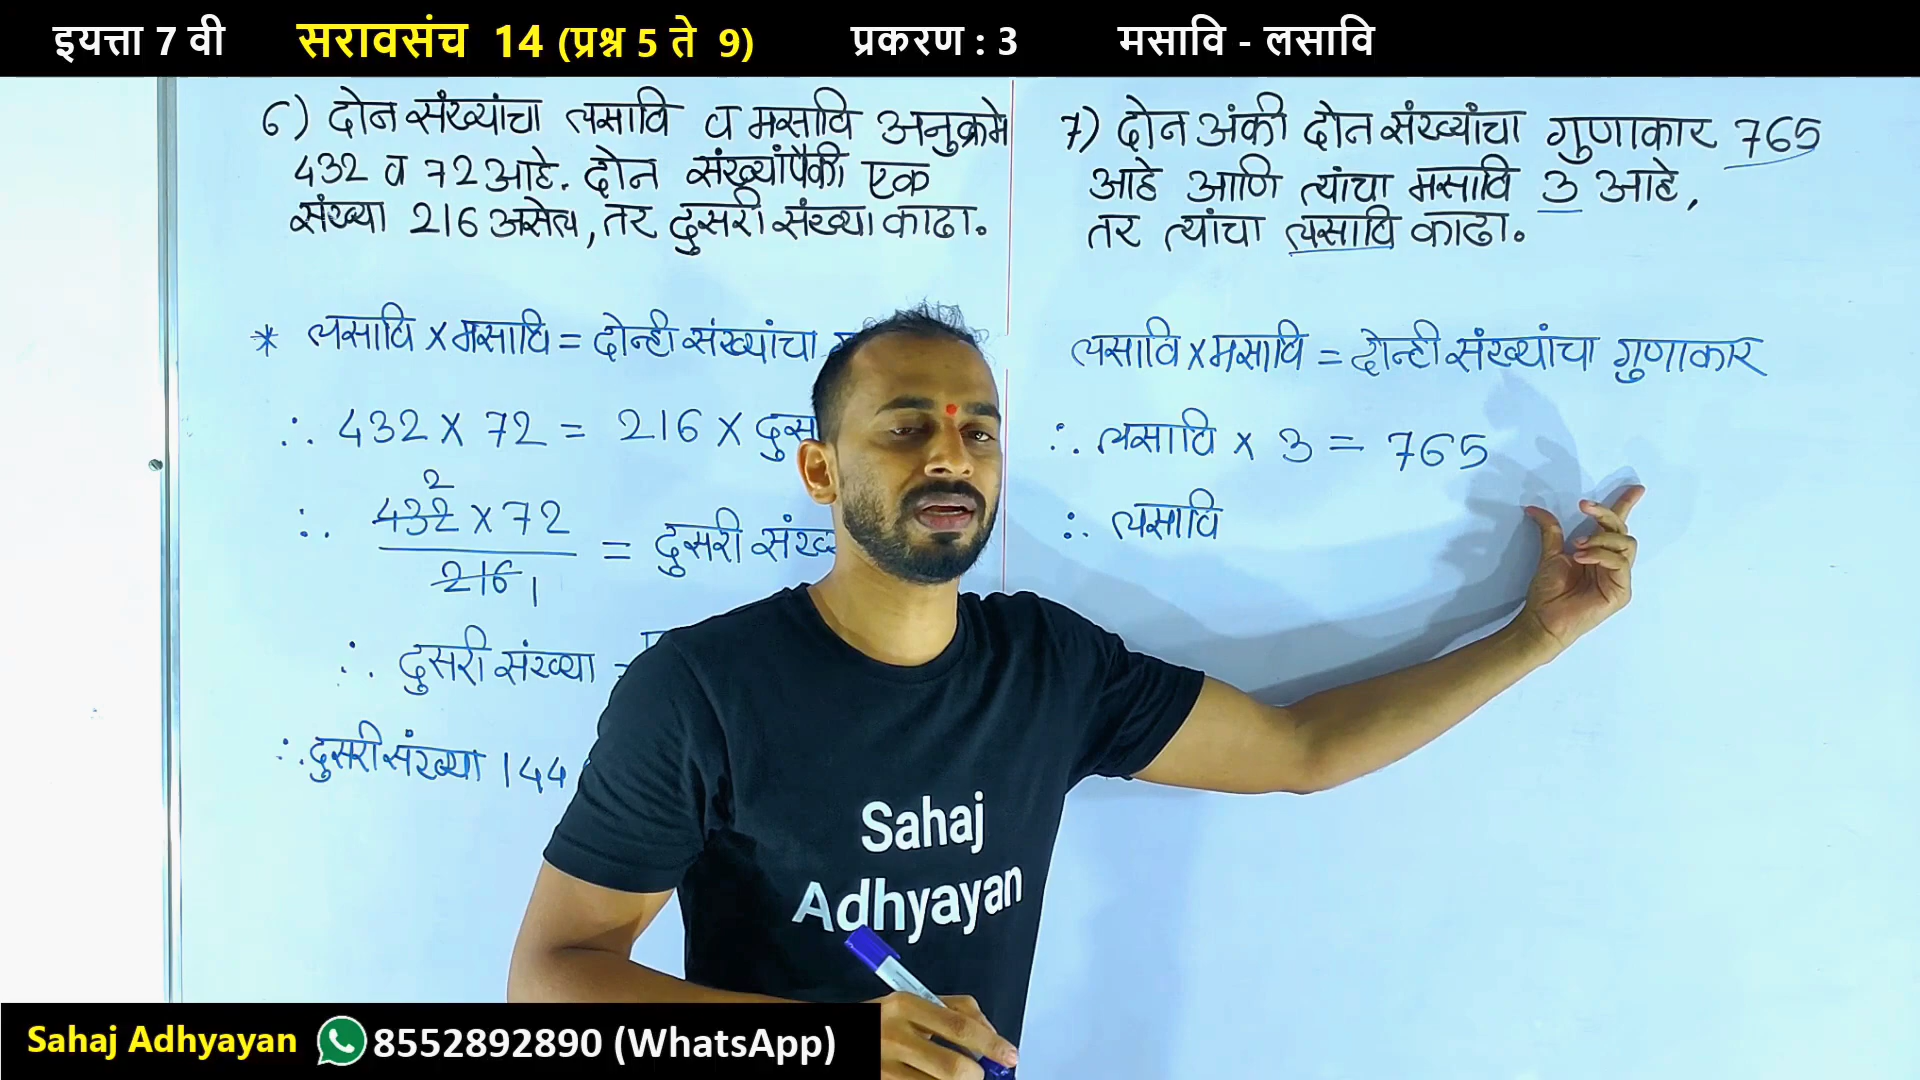 इयत्ता 7 वी सरावसंच 14 (प्रश्न 5 ते 9) प्रकरण : 3 मसावि - लसावि
6) दोन संख्यांचा लसावि व मसावि अनुक्रमे
432 व 72 आहे. दोन संख्यांपैकी एक
संख्या 216 असेल, तर दुसरी संख्या काढा.
* लसावि x मसावि = दोन्ही संख्यांचा
∴ 432 x 72 = 216 x
2
∴ 432 x 72
= दुसरी
216 1
∴ दुसरी संख्या =
∴ दुसरी संख्या 144
7) दोन अंकी दोन संख्यांचा गुणाकार 765
आहे आणि त्यांचा मसावि 3 आहे,
तर त्यांचा लसावि काढा.
लसावि x मसावि = दोन्ही संख्यांचा गुणाकार
∴ लसावि x 3 = 765
∴ लसावि
Sahaj
Adhyayan
Sahaj Adhyayan 8552892890 (WhatsApp)